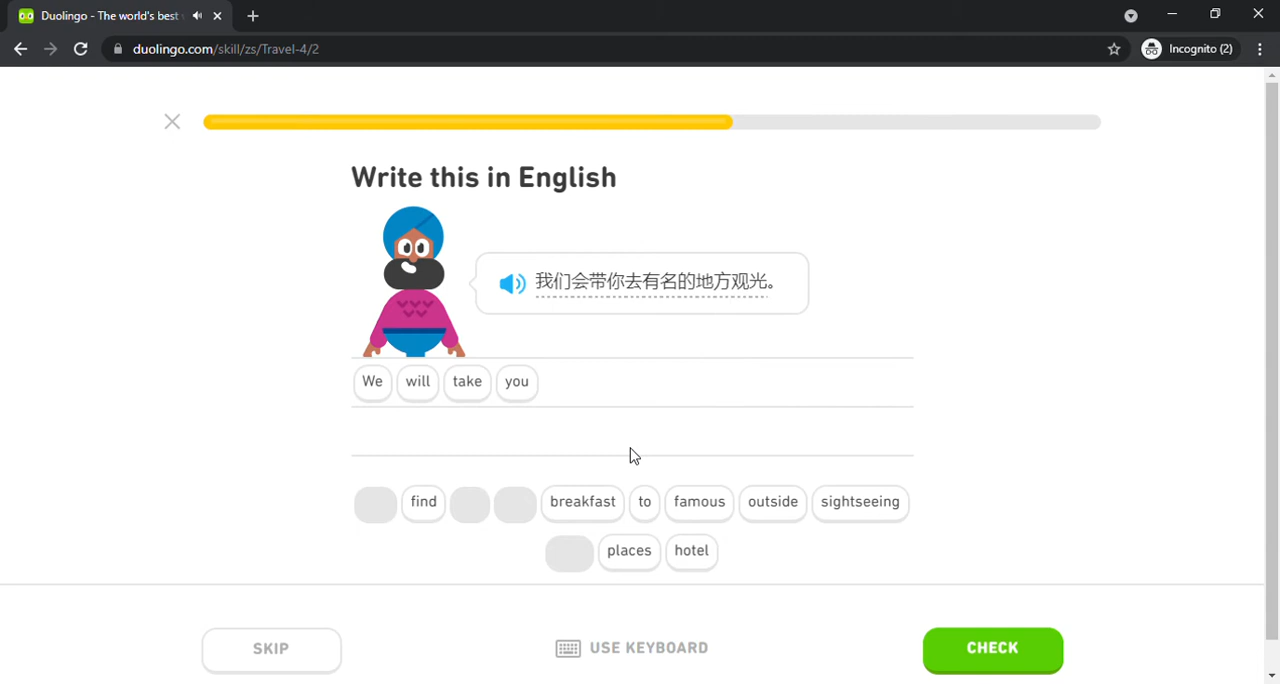 Duolingo - The world's best
duolingo.com/skill/zs/Travel-4/2
Incognito (2)
Write this in English
我们会带你去有名的地方观光。
We will take you
find breakfast to famous outside sightseeing
places hotel
SKIP
USE KEYBOARD
CHECK